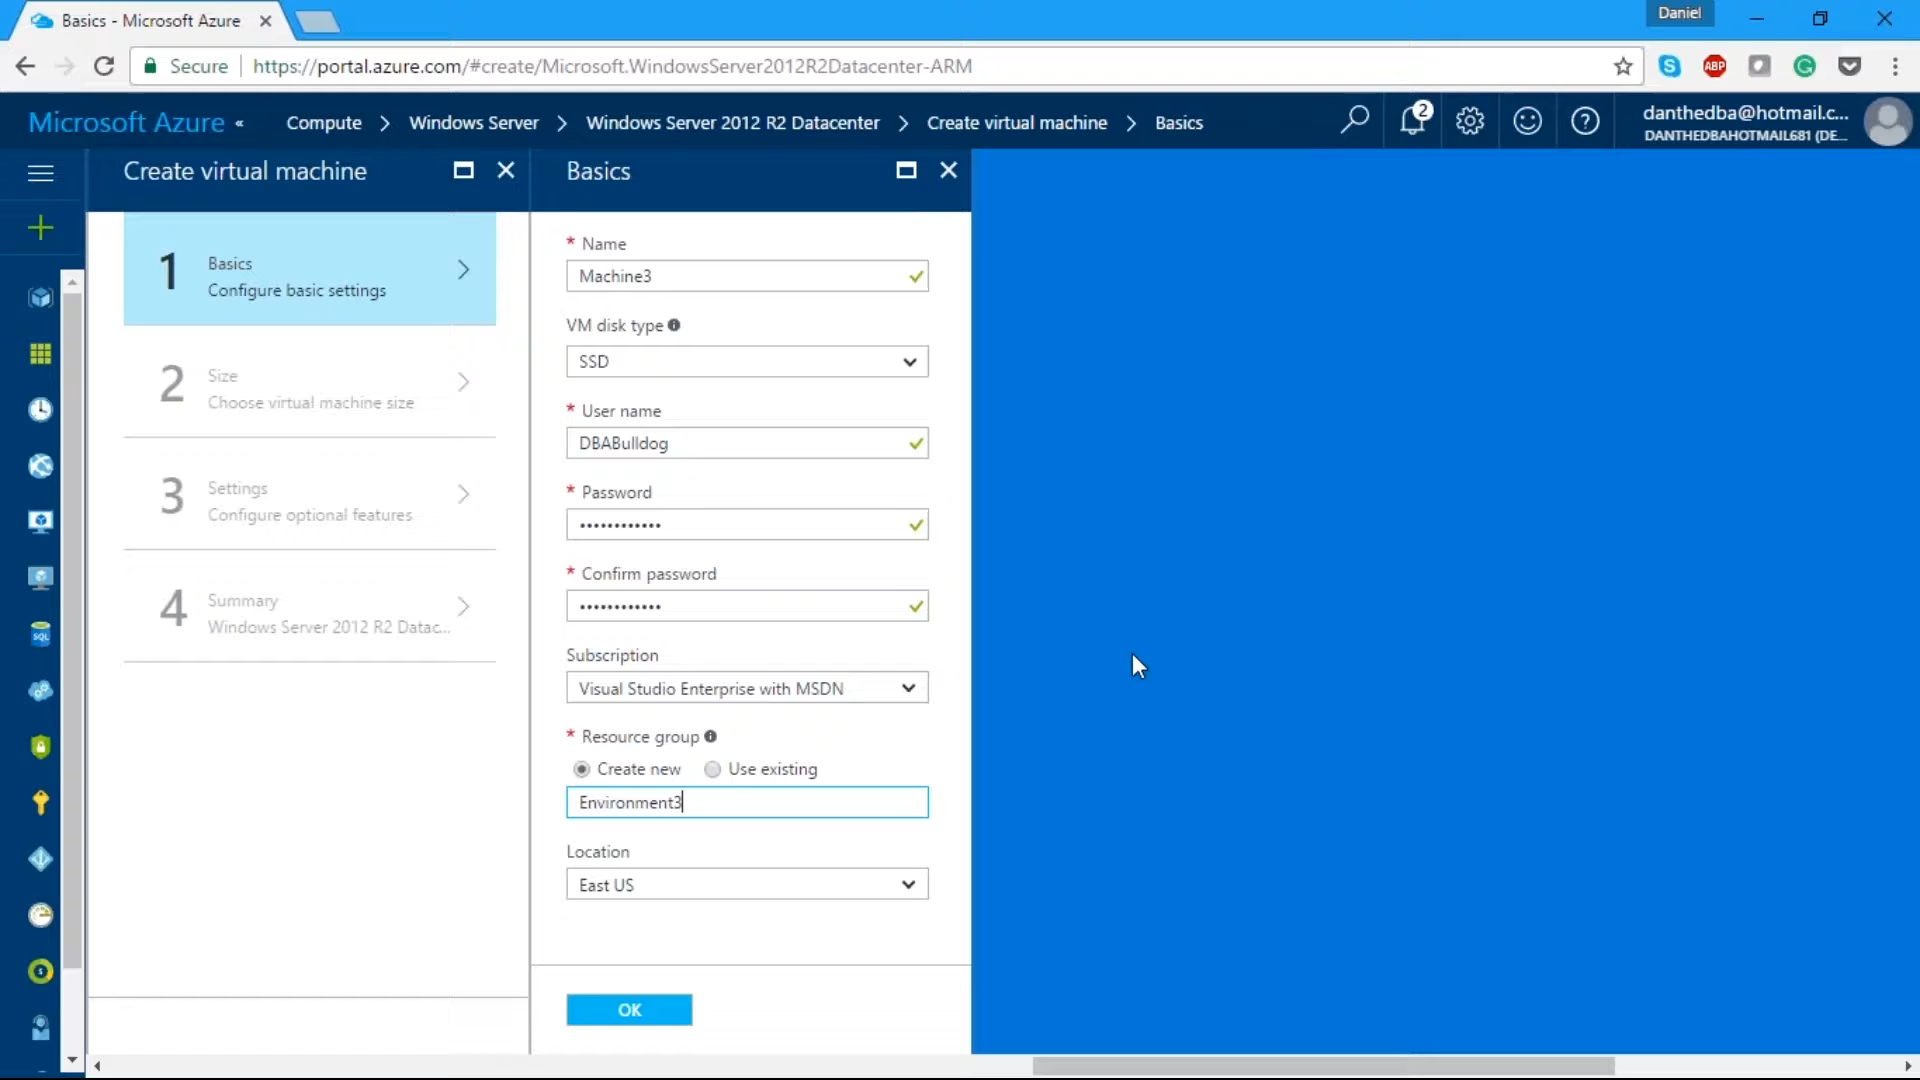 Basics - Microsoft Azure
Daniel
Secure
https://portal.azure.com/#create/Microsoft.WindowsServer2012R2Datacenter-ARM
ABP
Microsoft Azure «
Compute > Windows Server > Windows Server 2012 R2 Datacenter > Create virtual machine > Basics
2
danthedba@hotmail.c...
DANTHEDBAHOTMAIL681 (DE...
Create virtual machine
1
Basics
Configure basic settings
2
Size
Choose virtual machine size
3
Settings
Configure optional features
4
Summary
Windows Server 2012 R2 Datac...
SQL
Basics
* Name
Machine3
VM disk type
SSD
* User name
DBABulldog
* Password
••••••••••••
* Confirm password
••••••••••••
Subscription
Visual Studio Enterprise with MSDN
* Resource group
Create new
Use existing
Environment3
Location
East US
OK